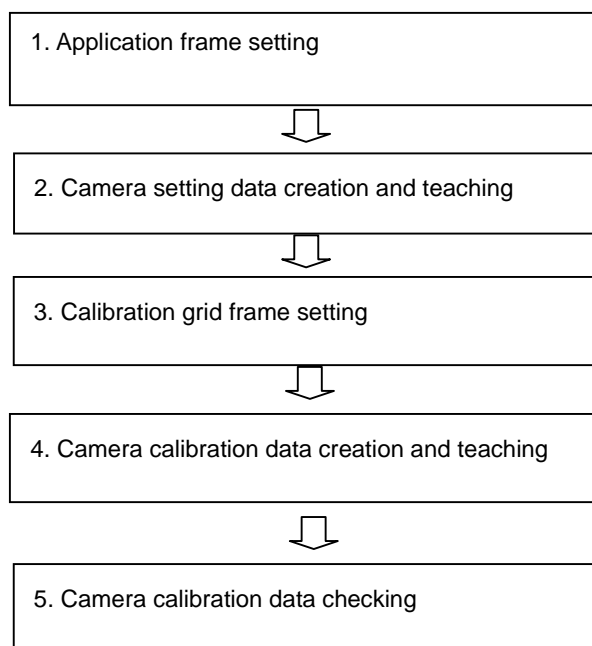 1. Application frame setting
2. Camera setting data creation and teaching
3. Calibration grid frame setting
4. Camera calibration data creation and teaching
5. Camera calibration data checking